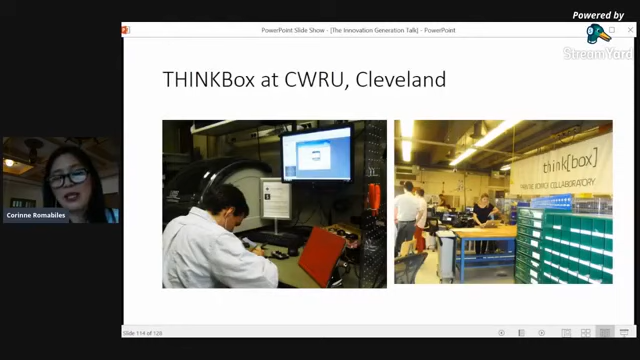 Powered by
StreamYard
PowerPoint Slide Show - [The Innovation Generation Talk] - PowerPoint
THINKBox at CWRU, Cleveland
think[box]
COLLABORATORY
Corinne Romabiles
Slide 114 of 128